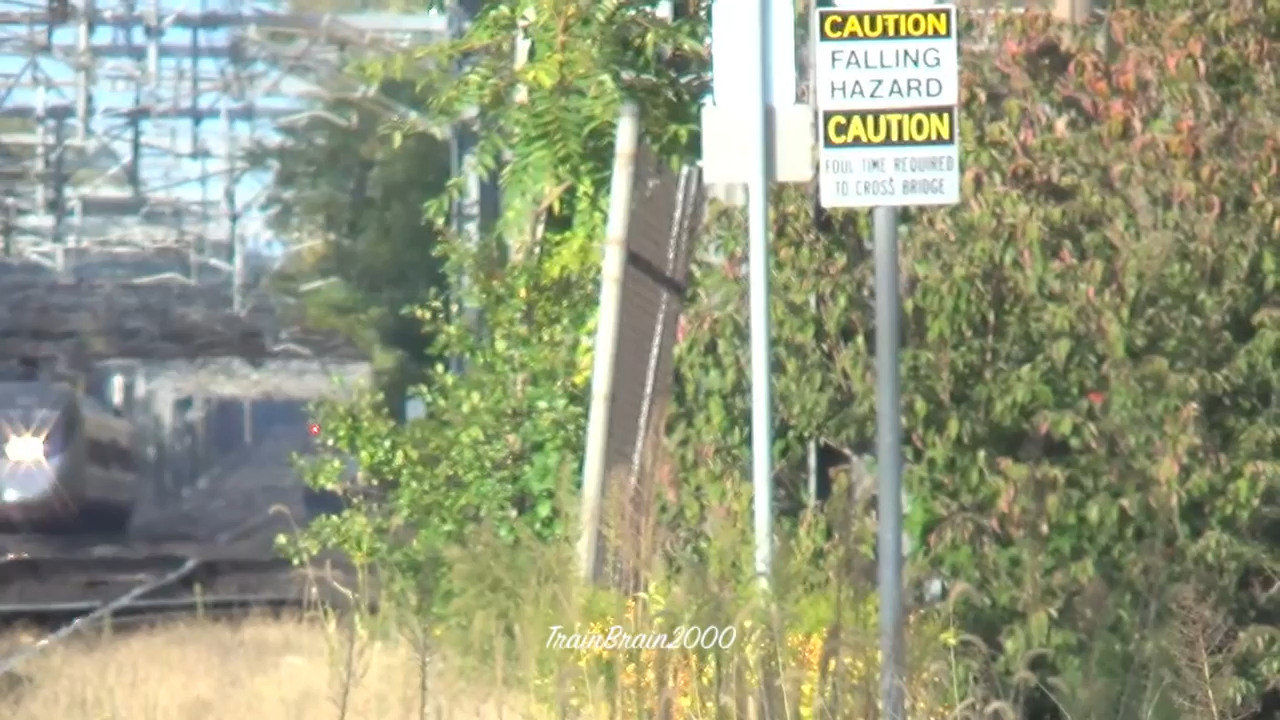 CAUTION
FALLING
HAZARD
CAUTION
FOUL TIME REQUIRED
TO CROSS BRIDGE
TrainBrain2000